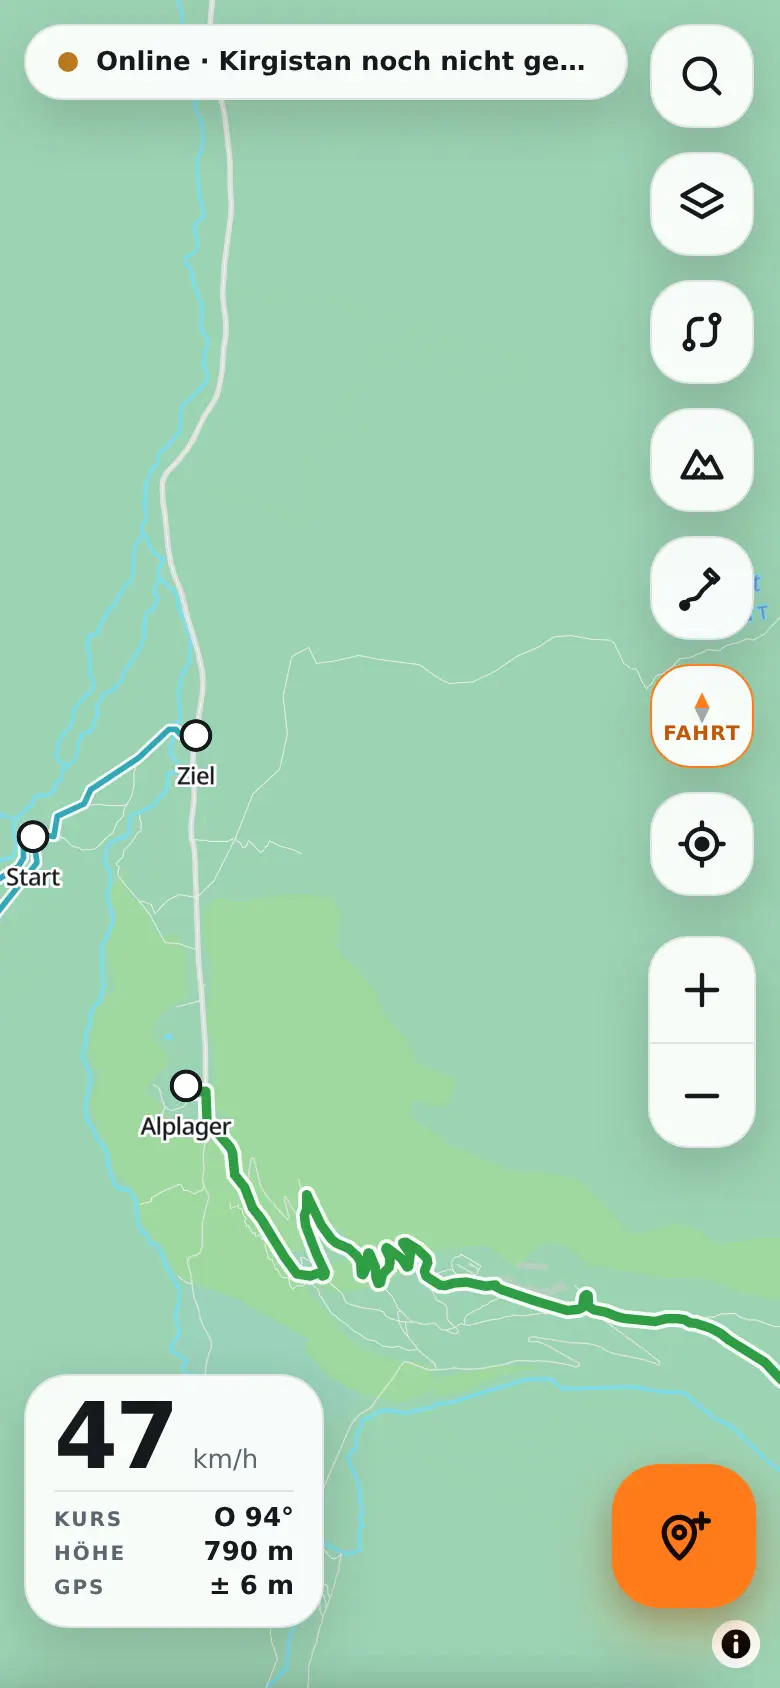 Online · Kirgistan noch nicht ge...
FAHRT
Ziel
Start
Alplager
47 km/h
KURS O 94°
HÖHE 790 m
GPS ± 6 m